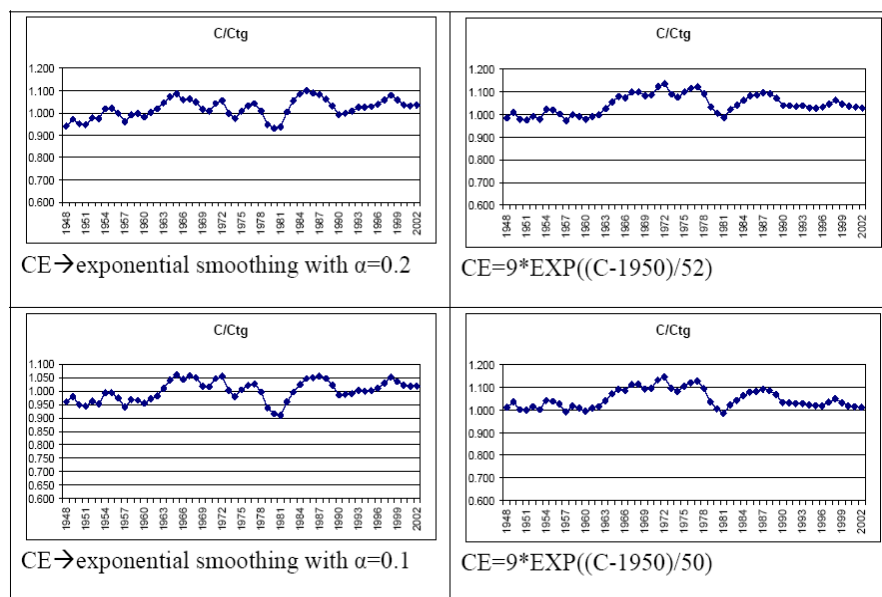 C/Ctg
1.200
1.100
1.000
0.900
0.800
0.700
0.600
1948 1951 1954 1957 1960 1963 1966 1969 1972 1975 1978 1981 1984 1987 1990 1993 1996 1999 2002
CE→exponential smoothing with α=0.2
C/Ctg
1.200
1.100
1.000
0.900
0.800
0.700
0.600
1948 1951 1954 1957 1960 1963 1966 1969 1972 1975 1978 1981 1984 1987 1990 1993 1996 1999 2002
CE=9*EXP((C-1950)/52)
C/Ctg
1.100
1.050
1.000
0.950
0.900
0.850
0.800
0.750
0.700
0.650
0.600
1948 1951 1954 1957 1960 1963 1966 1969 1972 1975 1978 1981 1984 1987 1990 1993 1996 1999 2002
CE→exponential smoothing with α=0.1
C/Ctg
1.200
1.100
1.000
0.900
0.800
0.700
0.600
1948 1951 1954 1957 1960 1963 1966 1969 1972 1975 1978 1981 1984 1987 1990 1993 1996 1999 2002
CE=9*EXP((C-1950)/50)